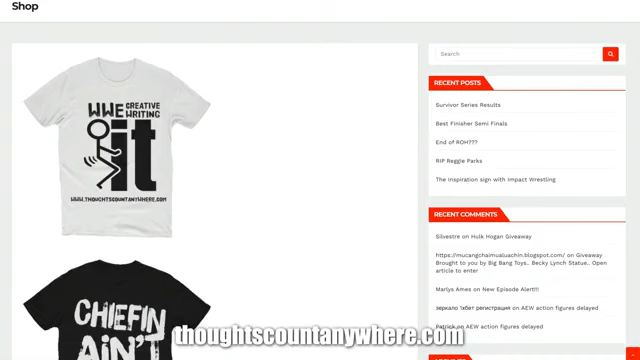 Shop
WWE CREATIVE
WRITING
it
WWW.THOUGHTSCOUNTANYWHERE.COM
CHIEFIN
AiN'T
Search
RECENT POSTS
Survivor Series Results
Best Finisher Semi Finals
End of ROH???
RIP Reggie Parks
The Inspiration sign with Impact Wrestling
RECENT COMMENTS
Silvestre on Hulk Hogan Giveaway
https://mucangchaimualuachin.blogspot.com/ on Giveaway
Brought to you by Big Bang Toys.. Becky Lynch Statue.. Open
article to enter
Marlys Ames on New Episode Alert!!!
зеркало 1хбет регистрация on AEW action figures delayed
Patrick on AEW action figures delayed
thoughtscountanywhere.com